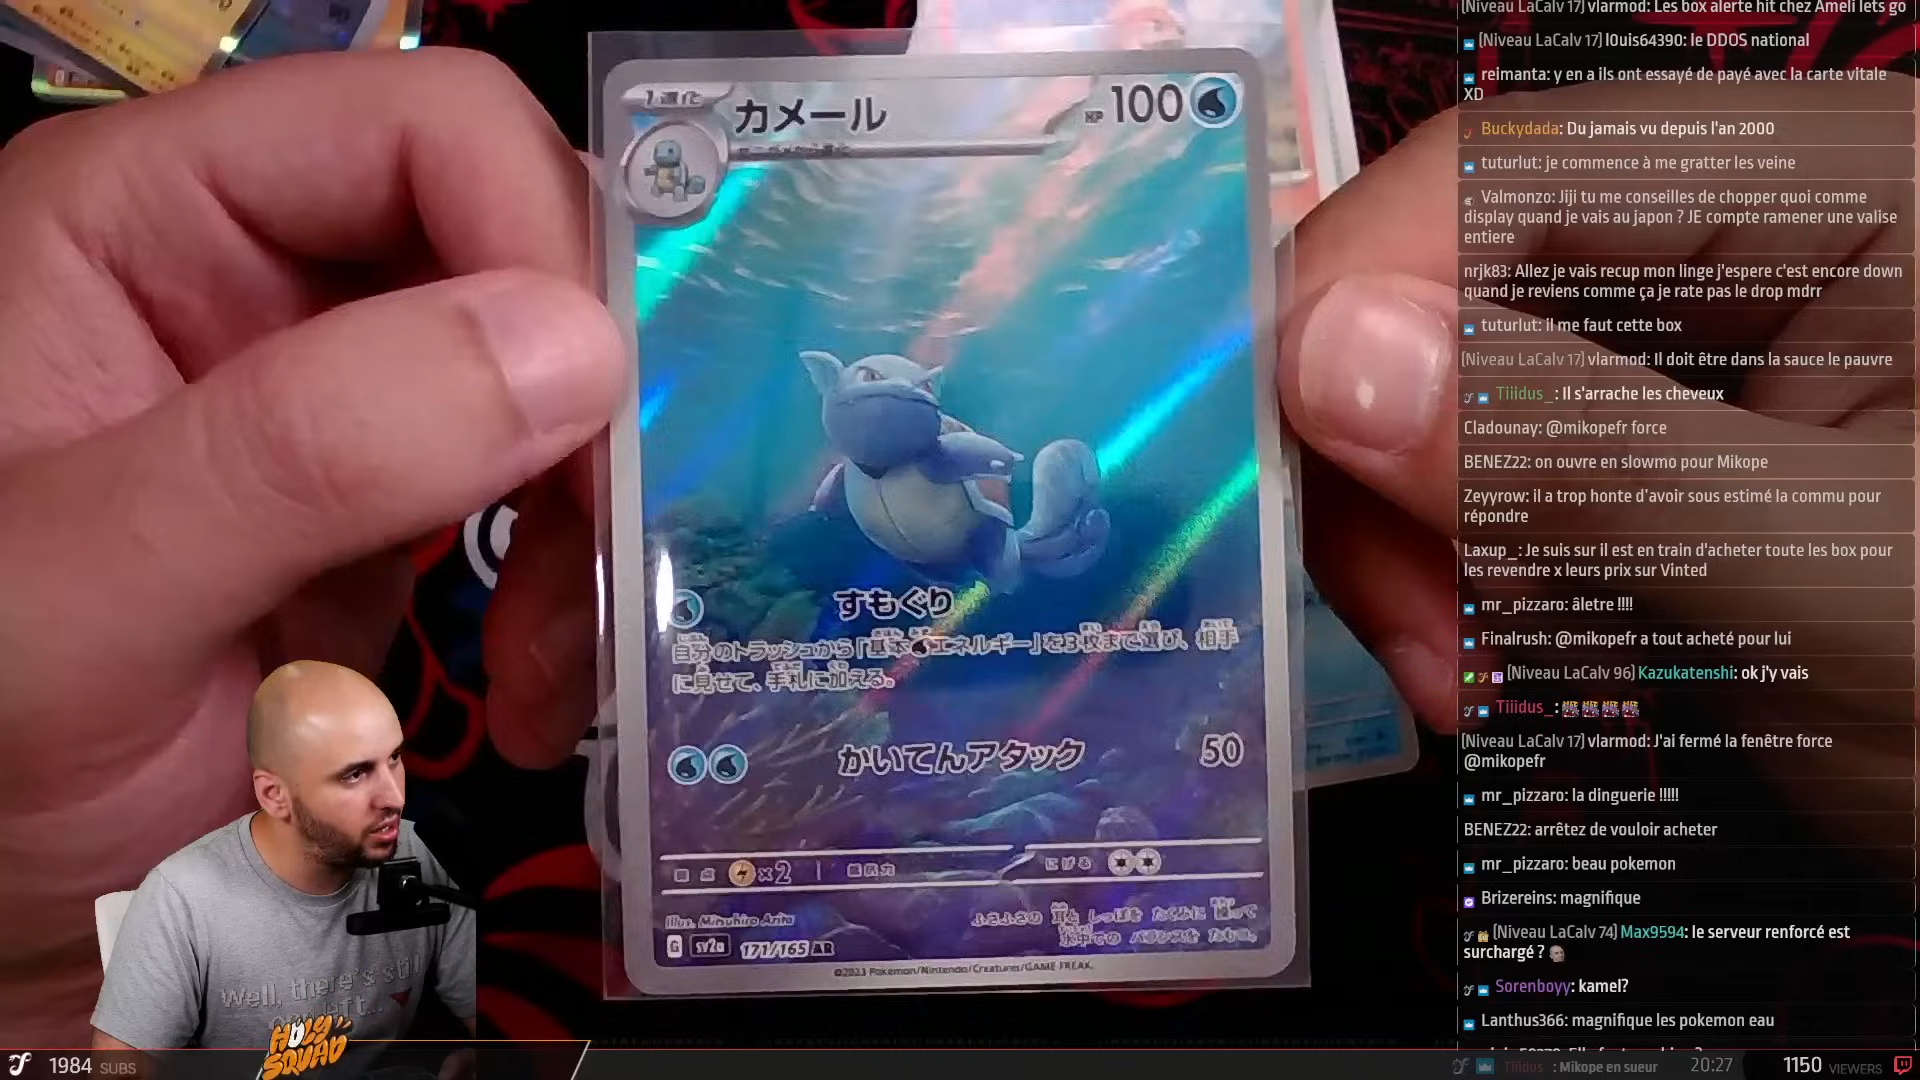 1進化
カメール
HP 100
すもぐり
自分のトラッシュから「基本エネルギー」を3枚まで選び、相手
に見せて、手札に加える。
かいてんアタック 50
×2 にげる
Illus. Mitsuhiro Arita
G sv2a 171/165 AR
©2023 Pokémon/Nintendo/Creatures/GAME FREAK.
Well, there's still
HOLY
SQUAD
1984 SUBS
[Niveau LaCalv 17] vlarmod: Les box alerte hit chez Ameli lets go
[Niveau LaCalv 17] l0uis64390: le DDOS national
reimanta: y en a ils ont essayé de payé avec la carte vitale
XD
Buckydada: Du jamais vu depuis l'an 2000
tuturlut: je commence à me gratter les veine
Valmonzo: Jiji tu me conseilles de chopper quoi comme
display quand je vais au japon ? JE compte ramener une valise
entiere
nrjk83: Allez je vais recup mon linge j'espere c'est encore down
quand je reviens comme ça je rate pas le drop mdrr
tuturlut: il me faut cette box
[Niveau LaCalv 17] vlarmod: Il doit être dans la sauce le pauvre
Tiiidus_: Il s'arrache les cheveux
Cladounay: @mikopefr force
BENEZ22: on ouvre en slowmo pour Mikope
Zeyyrow: il a trop honte d'avoir sous estimé la commu pour
répondre
Laxup_: Je suis sur il est en train d'acheter toute les box pour
les revendre x leurs prix sur Vinted
mr_pizzaro: âletre !!!!
Finalrush: @mikopefr a tout acheté pour lui
[Niveau LaCalv 96] Kazukatenshi: ok j'y vais
Tiiidus_:
[Niveau LaCalv 17] vlarmod: J'ai fermé la fenêtre force
@mikopefr
mr_pizzaro: la dinguerie !!!!!
BENEZ22: arrêtez de vouloir acheter
mr_pizzaro: beau pokemon
Brizereins: magnifique
[Niveau LaCalv 74] Max9594: le serveur renforcé est
surchargé ?
Sorenboyy: kamel?
Lanthus366: magnifique les pokemon eau
Tiiidus : Mikope en sueur 20:27 1150 VIEWERS